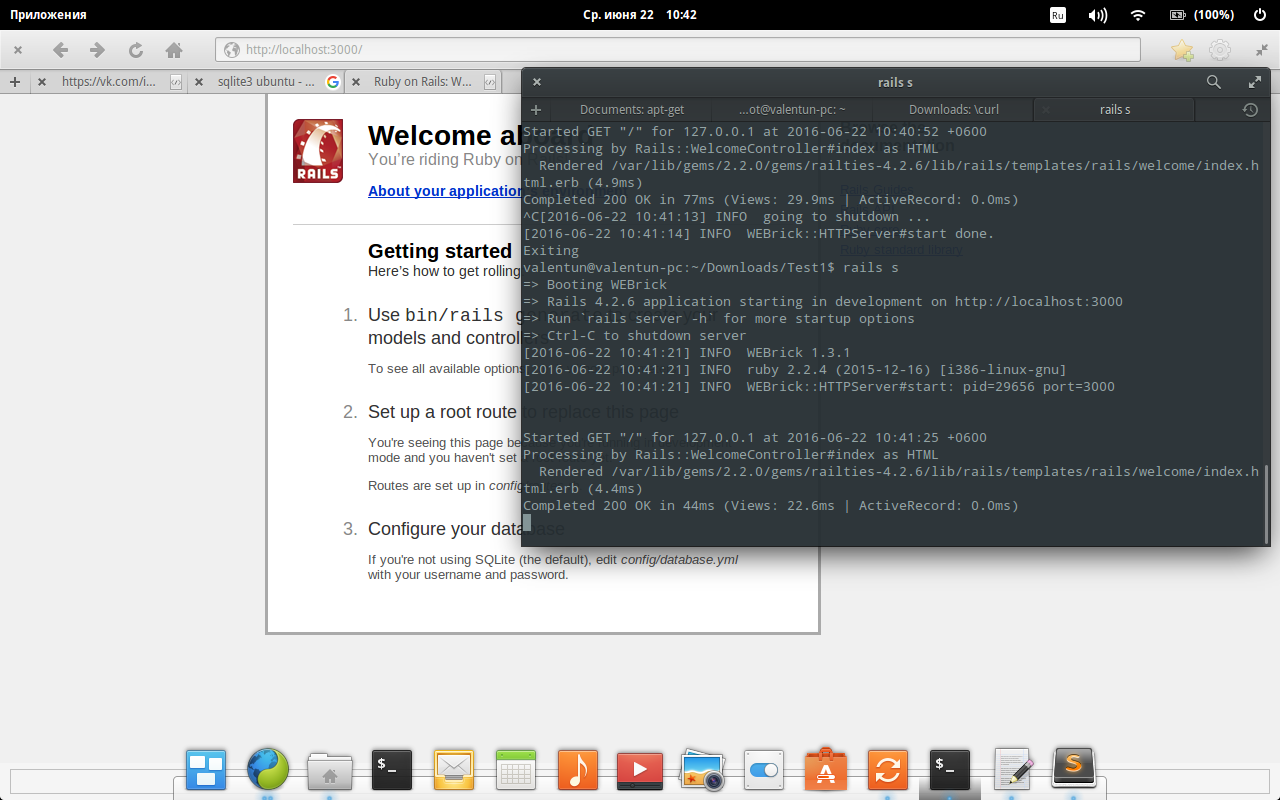 Приложения
Ср. июня 22 10:42
Ru
(100%)
http://localhost:3000/
https://vk.com/i...
sqlite3 ubuntu - ...
Ruby on Rails: W...
RAILS
Welcome aboard
You're riding Ruby on
About your application
Getting started
Here's how to get rolling
1. Use bin/rails g
models and contro
To see all available options
2. Set up a root route to replace this page
You're seeing this page be
mode and you haven't set
Routes are set up in config
3. Configure your database
If you're not using SQLite (the default), edit config/database.yml
with your username and password.
Ruby standard library
rails s
Documents: apt-get
...ot@valentun-pc: ~
Downloads: \curl
rails s
Started GET "/" for 127.0.0.1 at 2016-06-22 10:40:52 +0600
Processing by Rails::WelcomeController#index as HTML
Rendered /var/lib/gems/2.2.0/gems/railties-4.2.6/lib/rails/templates/rails/welcome/index.h
tml.erb (4.9ms)
Completed 200 OK in 77ms (Views: 29.9ms | ActiveRecord: 0.0ms)
^C[2016-06-22 10:41:13] INFO  going to shutdown ...
[2016-06-22 10:41:14] INFO  WEBrick::HTTPServer#start done.
Exiting
valentun@valentun-pc:~/Downloads/Test1$ rails s
=> Booting WEBrick
=> Rails 4.2.6 application starting in development on http://localhost:3000
=> Run `rails server -h` for more startup options
=> Ctrl-C to shutdown server
[2016-06-22 10:41:21] INFO  WEBrick 1.3.1
[2016-06-22 10:41:21] INFO  ruby 2.2.4 (2015-12-16) [i386-linux-gnu]
[2016-06-22 10:41:21] INFO  WEBrick::HTTPServer#start: pid=29656 port=3000
Started GET "/" for 127.0.0.1 at 2016-06-22 10:41:25 +0600
Processing by Rails::WelcomeController#index as HTML
Rendered /var/lib/gems/2.2.0/gems/railties-4.2.6/lib/rails/templates/rails/welcome/index.h
tml.erb (4.4ms)
Completed 200 OK in 44ms (Views: 22.6ms | ActiveRecord: 0.0ms)
$_
$_
S